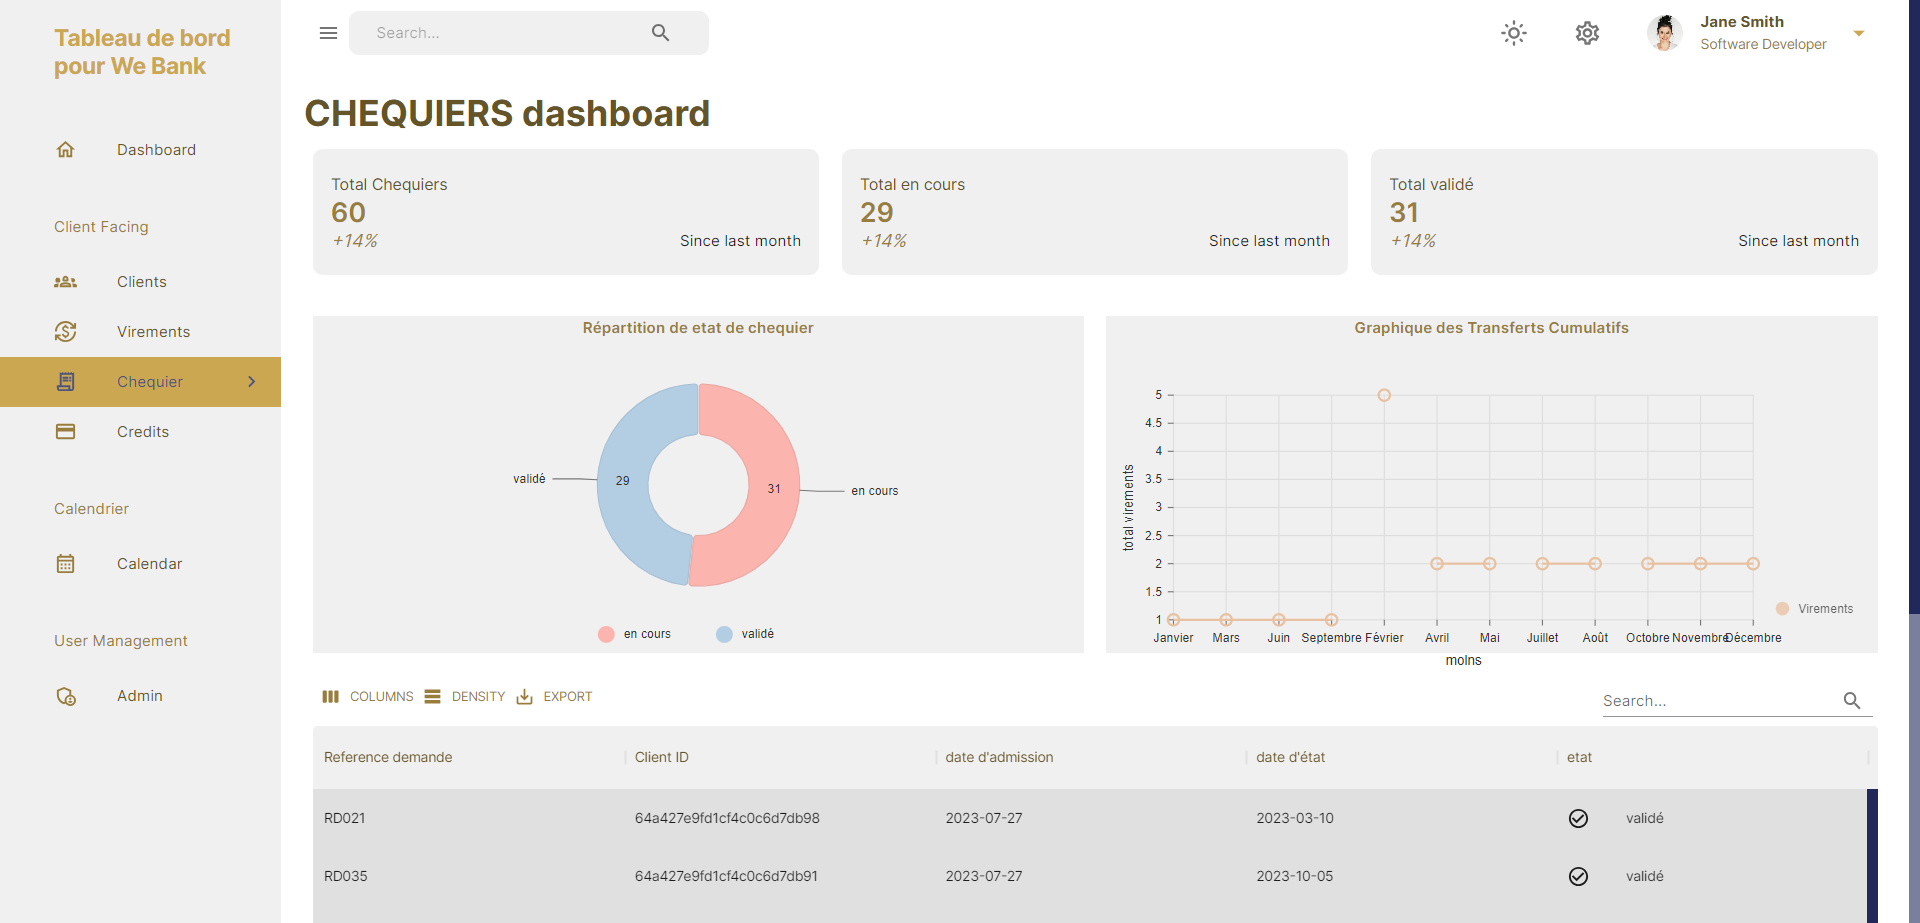 Tableau de bord
pour We Bank
Dashboard
Client Facing
Clients
Virements
Chequier
Credits
Calendrier
Calendar
User Management
Admin
Search...
Jane Smith
Software Developer
CHEQUIERS dashboard
Total Chequiers
60
+14%
Since last month
Total en cours
29
+14%
Since last month
Total validé
31
+14%
Since last month
Répartition de etat de chequier
validé
29
31
en cours
en cours
validé
Graphique des Transferts Cumulatifs
total virements
5
4.5
4
3.5
3
2.5
2
1.5
1
Janvier Mars Juin Septembre Février Avril Mai Juillet Août Octobre Novembre Décembre
moins
Virements
COLUMNS DENSITY EXPORT
Search...
Reference demande Client ID date d'admission date d'état etat
RD021 64a427e9fd1cf4c0c6d7db98 2023-07-27 2023-03-10 validé
RD035 64a427e9fd1cf4c0c6d7db91 2023-07-27 2023-10-05 validé